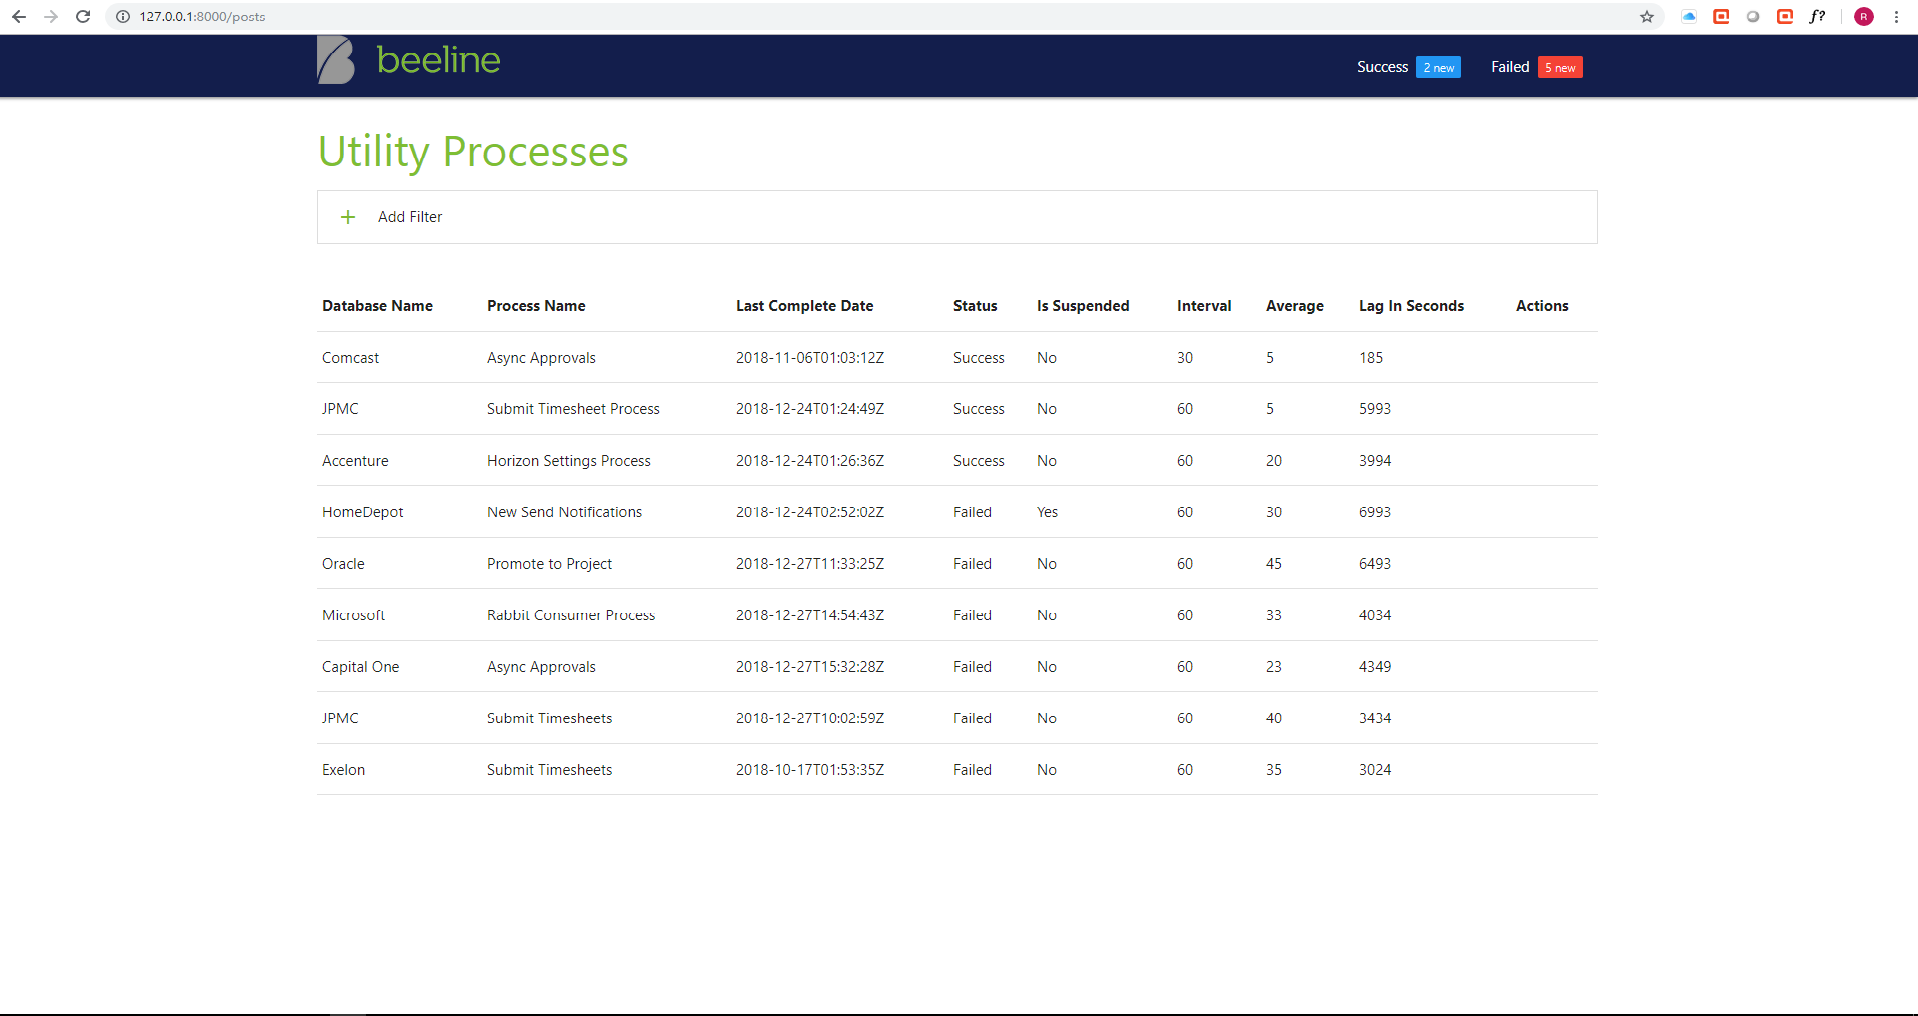 127.0.0.1:8000/posts
f?
R
beeline
Success 2 new Failed 5 new
Utility Processes
+ Add Filter
Database Name Process Name Last Complete Date Status Is Suspended Interval Average Lag In Seconds Actions
Comcast Async Approvals 2018-11-06T01:03:12Z Success No 30 5 185
JPMC Submit Timesheet Process 2018-12-24T01:24:49Z Success No 60 5 5993
Accenture Horizon Settings Process 2018-12-24T01:26:36Z Success No 60 20 3994
HomeDepot New Send Notifications 2018-12-24T02:52:02Z Failed Yes 60 30 6993
Oracle Promote to Project 2018-12-27T11:33:25Z Failed No 60 45 6493
Microsoft Rabbit Consumer Process 2018-12-27T14:54:43Z Failed No 60 33 4034
Capital One Async Approvals 2018-12-27T15:32:28Z Failed No 60 23 4349
JPMC Submit Timesheets 2018-12-27T10:02:59Z Failed No 60 40 3434
Exelon Submit Timesheets 2018-10-17T01:53:35Z Failed No 60 35 3024